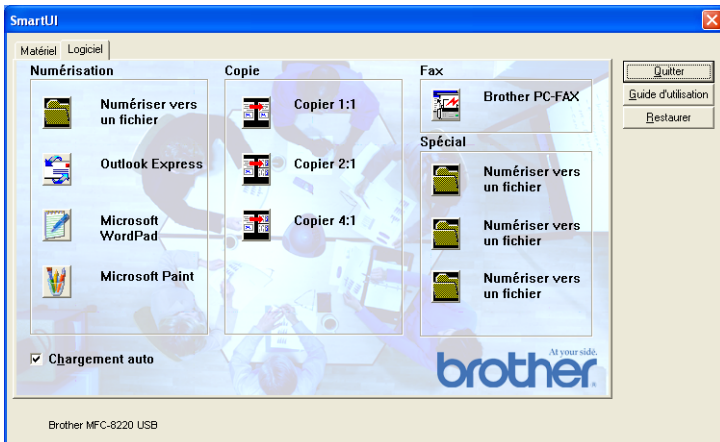 SmartUI
Matériel
Logiciel
Numérisation
Numériser vers
un fichier
Outlook Express
Microsoft
WordPad
Microsoft Paint
Copie
Copier 1:1
Copier 2:1
Copier 4:1
Fax
Brother PC-FAX
Spécial
Numériser vers
un fichier
Numériser vers
un fichier
Numériser vers
un fichier
Quitter
Guide d'utilisation
Restaurer
Chargement auto
At your side.
brother
Brother MFC-8220 USB